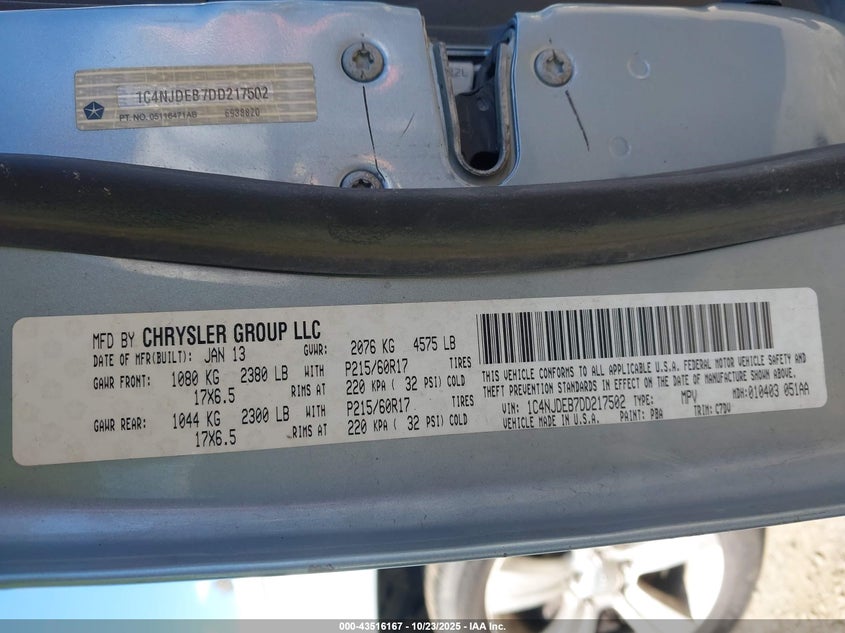 1C4NJDEB7DD217502
PT. NO. 05116471AB 6938820
MFD BY CHRYSLER GROUP LLC
DATE OF MFR(BUILT): JAN 13 GVWR: 2076 KG 4575 LB
GAWR FRONT: 1080 KG 2380 LB WITH P215/60R17 TIRES
17X6.5 RIMS AT 220 KPA ( 32 PSI) COLD
GAWR REAR: 1044 KG 2300 LB WITH P215/60R17 TIRES
17X6.5 RIMS AT 220 KPA ( 32 PSI) COLD
THIS VEHICLE CONFORMS TO ALL APPLICABLE U.S.A. FEDERAL MOTOR VEHICLE SAFETY AND
THEFT PREVENTION STANDARDS IN EFFECT ON THE DATE OF MANUFACTURE SHOWN ABOVE.
VIN: 1C4NJDEB7DD217502 TYPE: MPV MDH:010403 051AA
VEHICLE MADE IN U.S.A. PAINT: PBA TRIM: C7DV
000-43516167 - 10/23/2025 - IAA Inc.